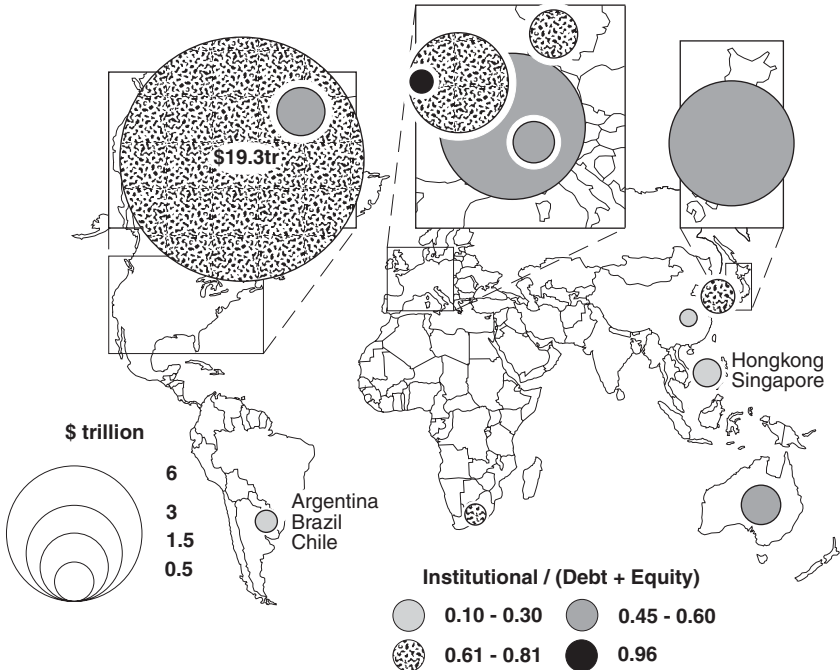 $19.3tr
Hongkong
Singapore
$ trillion
6
3
1.5
0.5
Argentina
Brazil
Chile
Institutional / (Debt + Equity)
0.10 - 0.30
0.45 - 0.60
0.61 - 0.81
0.96